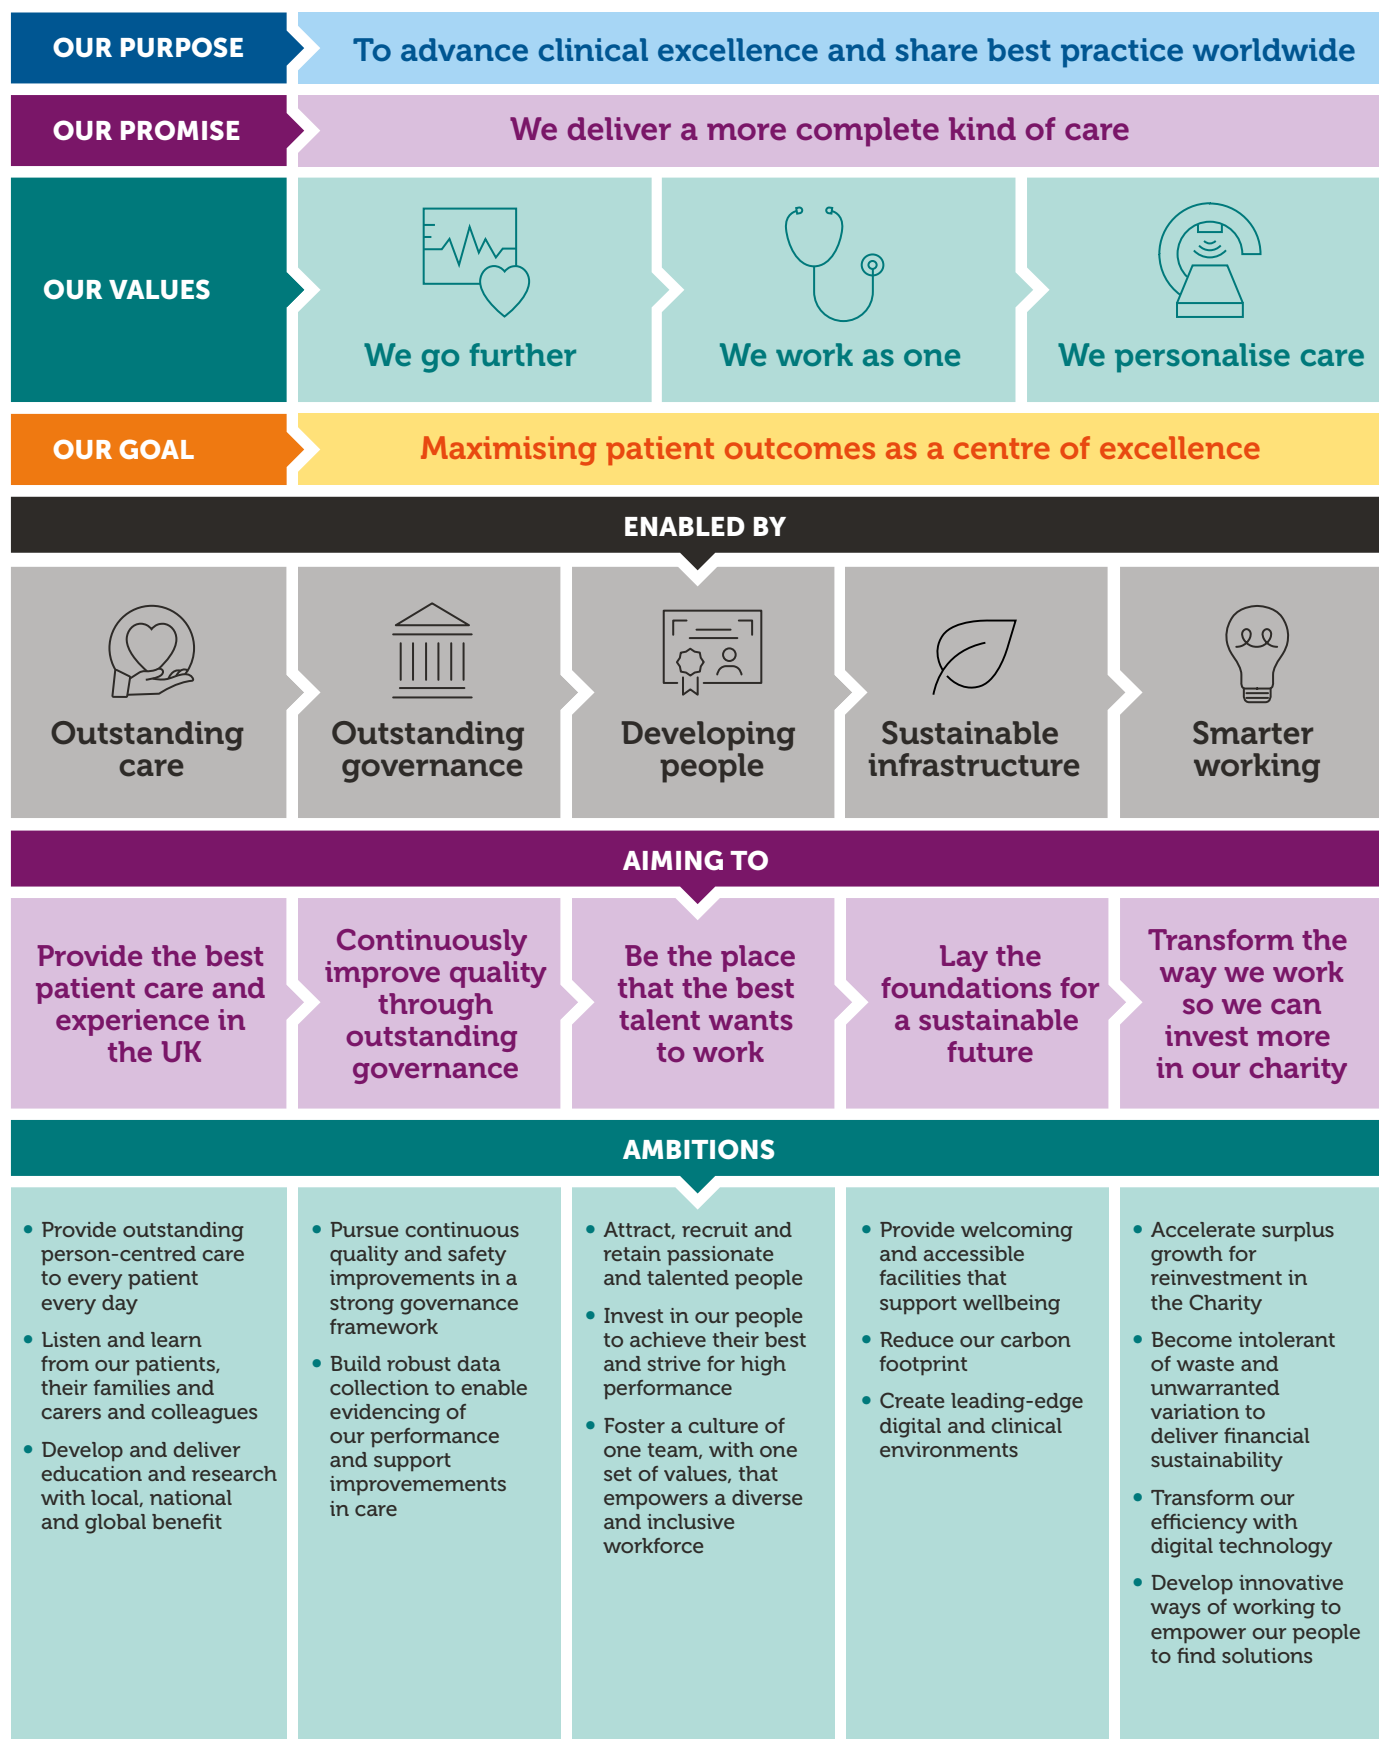 OUR PURPOSE
To advance clinical excellence and share best practice worldwide
OUR PROMISE
We deliver a more complete kind of care
OUR VALUES
We go further
We work as one
We personalise care
OUR GOAL
Maximising patient outcomes as a centre of excellence
ENABLED BY
Outstanding
care
Outstanding
governance
Developing
people
Sustainable
infrastructure
Smarter
working
AIMING TO
Provide the best
patient care and
experience in
the UK
Continuously
improve quality
through
outstanding
governance
Be the place
that the best
talent wants
to work
Lay the
foundations for
a sustainable
future
Transform the
way we work
so we can
invest more
in our charity
AMBITIONS
• Provide outstanding
person-centred care
to every patient
every day
• Listen and learn
from our patients,
their families and
carers and colleagues
• Develop and deliver
education and research
with local, national
and global benefit
• Pursue continuous
quality and safety
improvements in a
strong governance
framework
• Build robust data
collection to enable
evidencing of
our performance
and support
improvemements
in care
• Attract, recruit and
retain passionate
and talented people
• Invest in our people
to achieve their best
and strive for high
performance
• Foster a culture of
one team, with one
set of values, that
empowers a diverse
and inclusive
workforce
• Provide welcoming
and accessible
facilities that
support wellbeing
• Reduce our carbon
footprint
• Create leading-edge
digital and clinical
environments
• Accelerate surplus
growth for
reinvestment in
the Charity
• Become intolerant
of waste and
unwarranted
variation to
deliver financial
sustainability
• Transform our
efficiency with
digital technology
• Develop innovative
ways of working to
empower our people
to find solutions